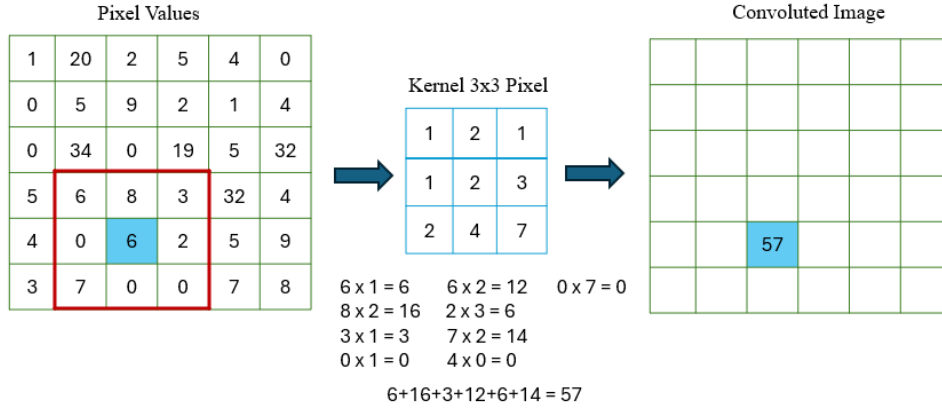 Pixel Values
Convoluted Image
1 20 2 5 4 0
0 5 9 2 1 4
0 34 0 19 5 32
5 6 8 3 32 4
4 0 6 2 5 9
3 7 0 0 7 8
Kernel 3x3 Pixel
1 2 1
1 2 3
2 4 7
57
6 x 1 = 6 6 x 2 = 12 0 x 7 = 0
8 x 2 = 16 2 x 3 = 6
3 x 1 = 3 7 x 2 = 14
0 x 1 = 0 4 x 0 = 0
6+16+3+12+6+14 = 57